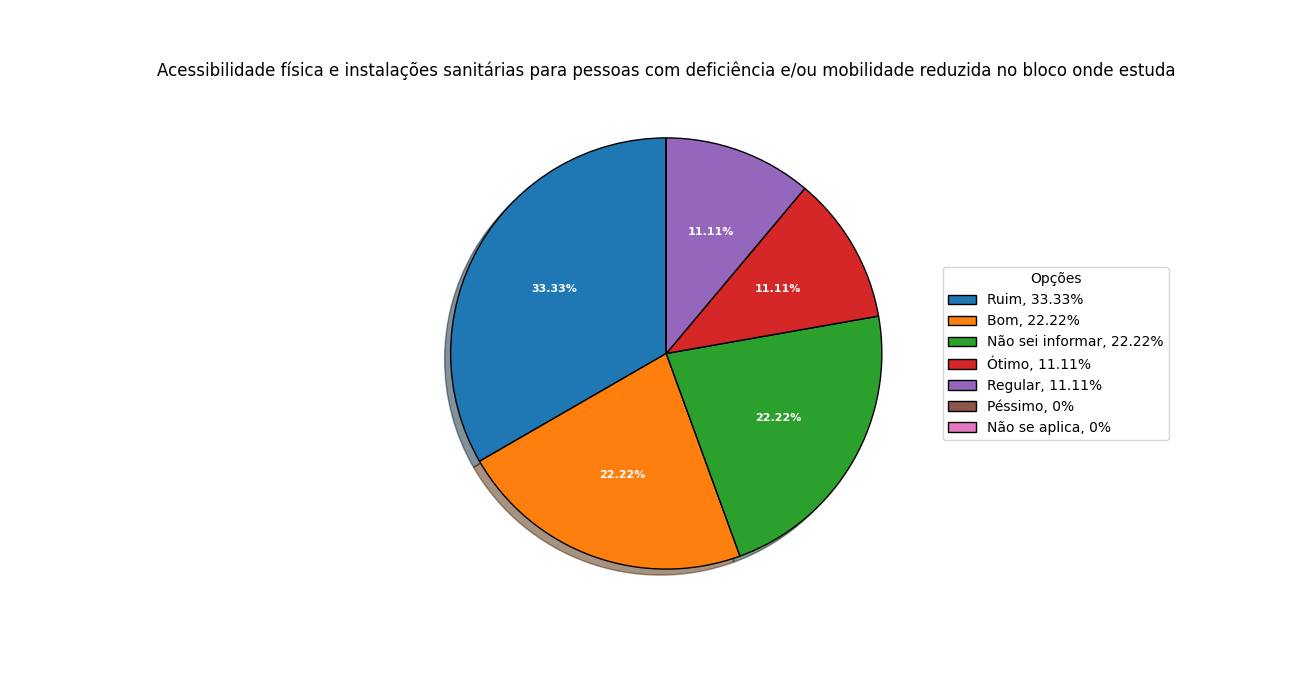 Acessibilidade física e instalações sanitárias para pessoas com deficiência e/ou mobilidade reduzida no bloco onde estuda
11.11%
33.33%
11.11%
22.22%
22.22%
Opções
Ruim, 33.33%
Bom, 22.22%
Não sei informar, 22.22%
Ótimo, 11.11%
Regular, 11.11%
Péssimo, 0%
Não se aplica, 0%